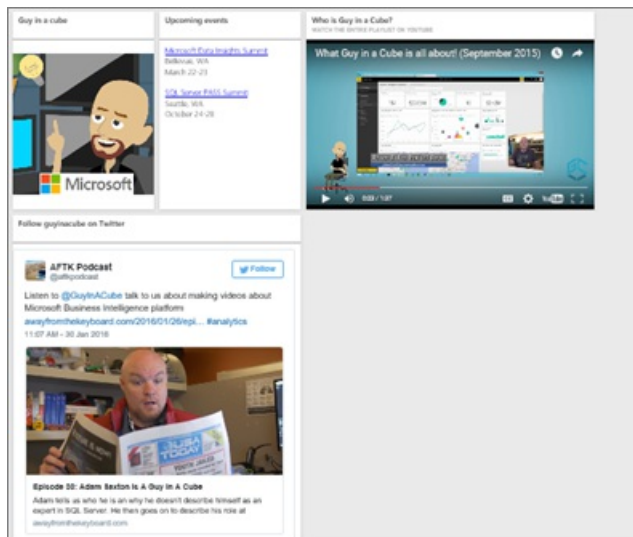 Guy in a cube
Upcoming events
Who is Guy in a Cube?
WATCH THE ENTIRE PLAYLIST ON YOUTUBE
Microsoft Data Insights Summit
Bellevue, WA
March 22-23
SQL Server PASS Summit
Seattle, WA
October 24-28
Microsoft
What Guy in a Cube is all about! (September 2015)
0:03 / 1:07
YouTube
Follow guyinacube on Twitter
AFTK Podcast
@aftkpodcast
Follow
Listen to @GuyInACube talk to us about making videos about
Microsoft Business Intelligence platform
awayfromthekeyboard.com/2016/01/26/epi... #analytics
11:07 AM - 30 Jan 2016
USA
TODAY
Adam Saxton Is A Guy In A Cube
Adam tells us who he is an why he doesn't describe himself as an
expert in SQL Server. He then goes on to describe his role at
awayfromthekeyboard.com